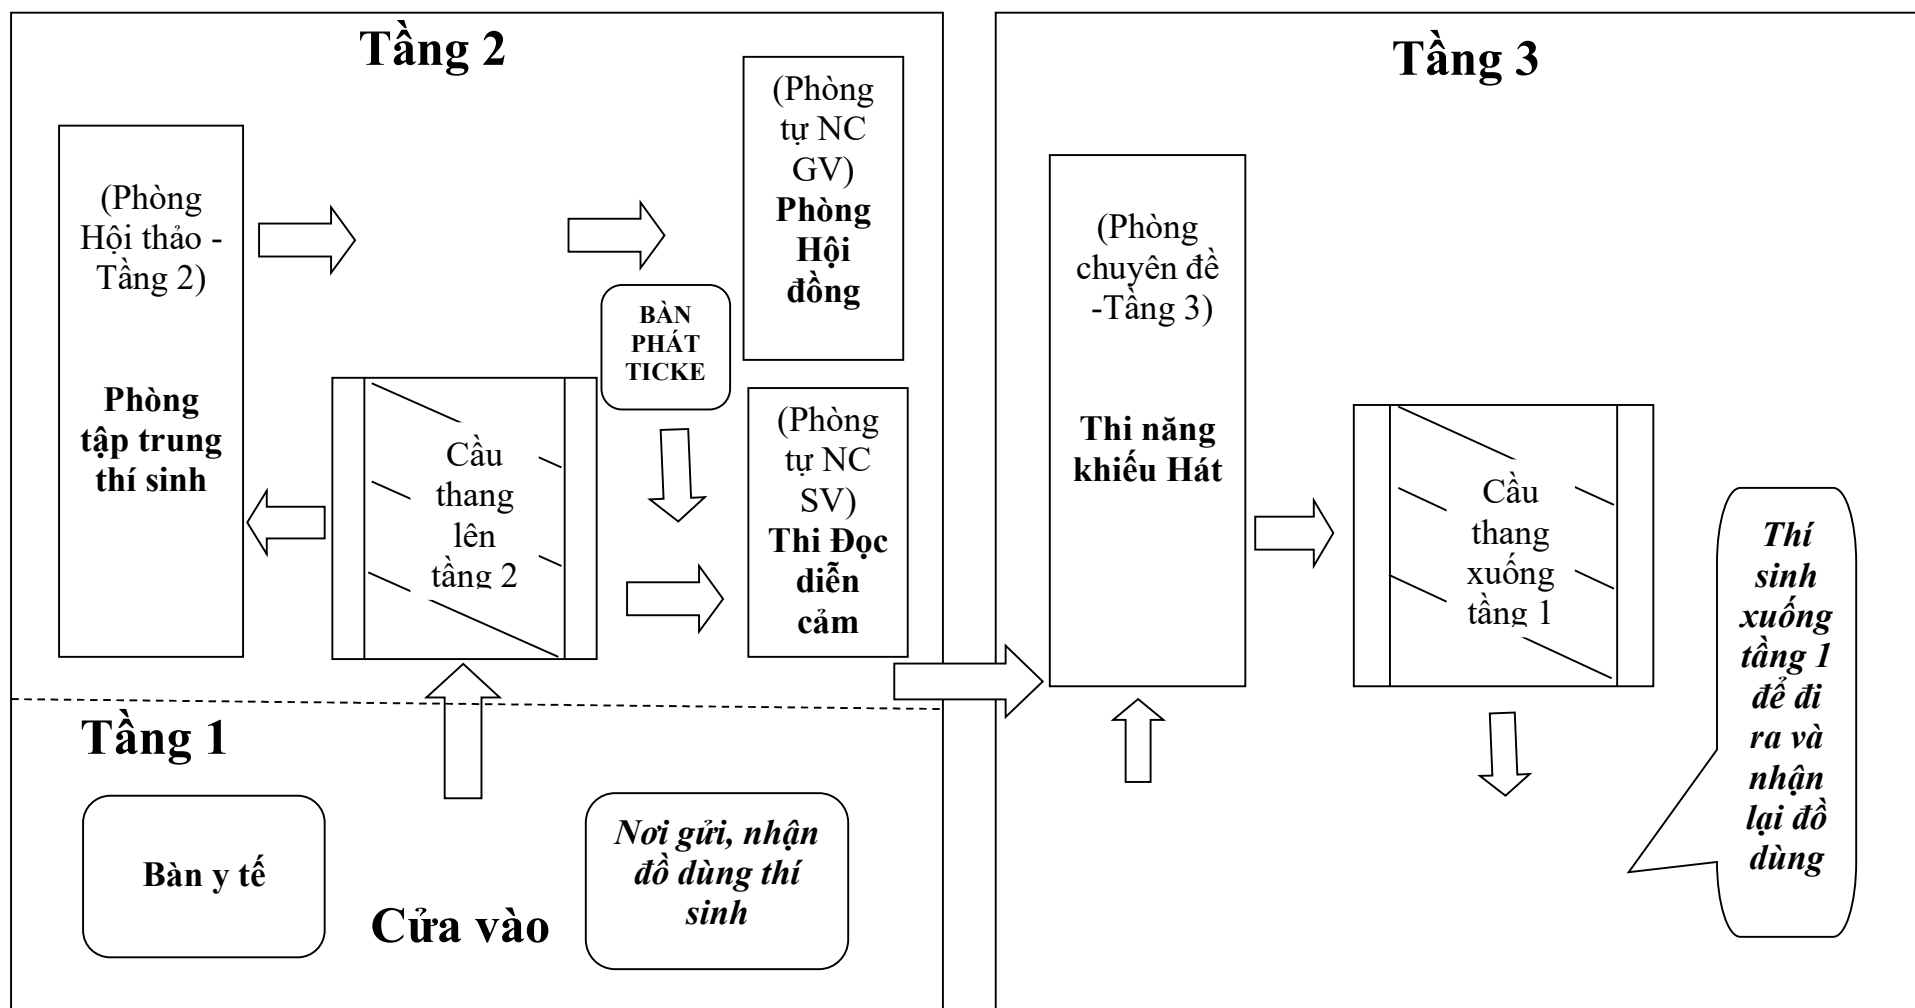 Tầng 2
(Phòng
Hội thảo -
Tầng 2)
Phòng
tập trung
thí sinh
(Phòng
tự NC
GV)
Phòng
Hội
đồng
BÀN
PHÁT
TICKE
Cầu
thang
lên
tầng 2
(Phòng
tự NC
SV)
Thi Đọc
diễn
cảm
Tầng 1
Bàn y tế
Cửa vào
Nơi gửi, nhận
đồ dùng thí
sinh
Tầng 3
(Phòng
chuyên đề
-Tầng 3)
Thi năng
khiếu Hát
Cầu
thang
xuống
tầng 1
Thí
sinh
xuống
tầng 1
để đi
ra và
nhận
lại đồ
dùng